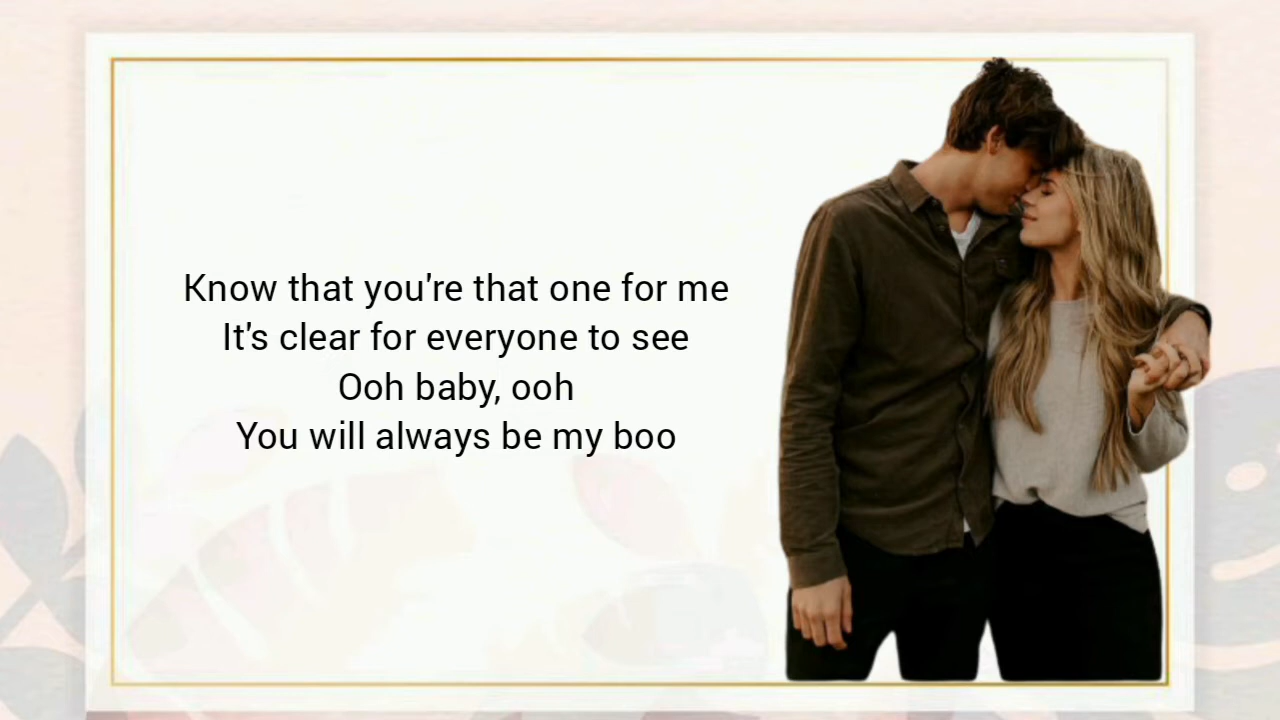 Know that you're that one for me
It's clear for everyone to see
Ooh baby, ooh
You will always be my boo